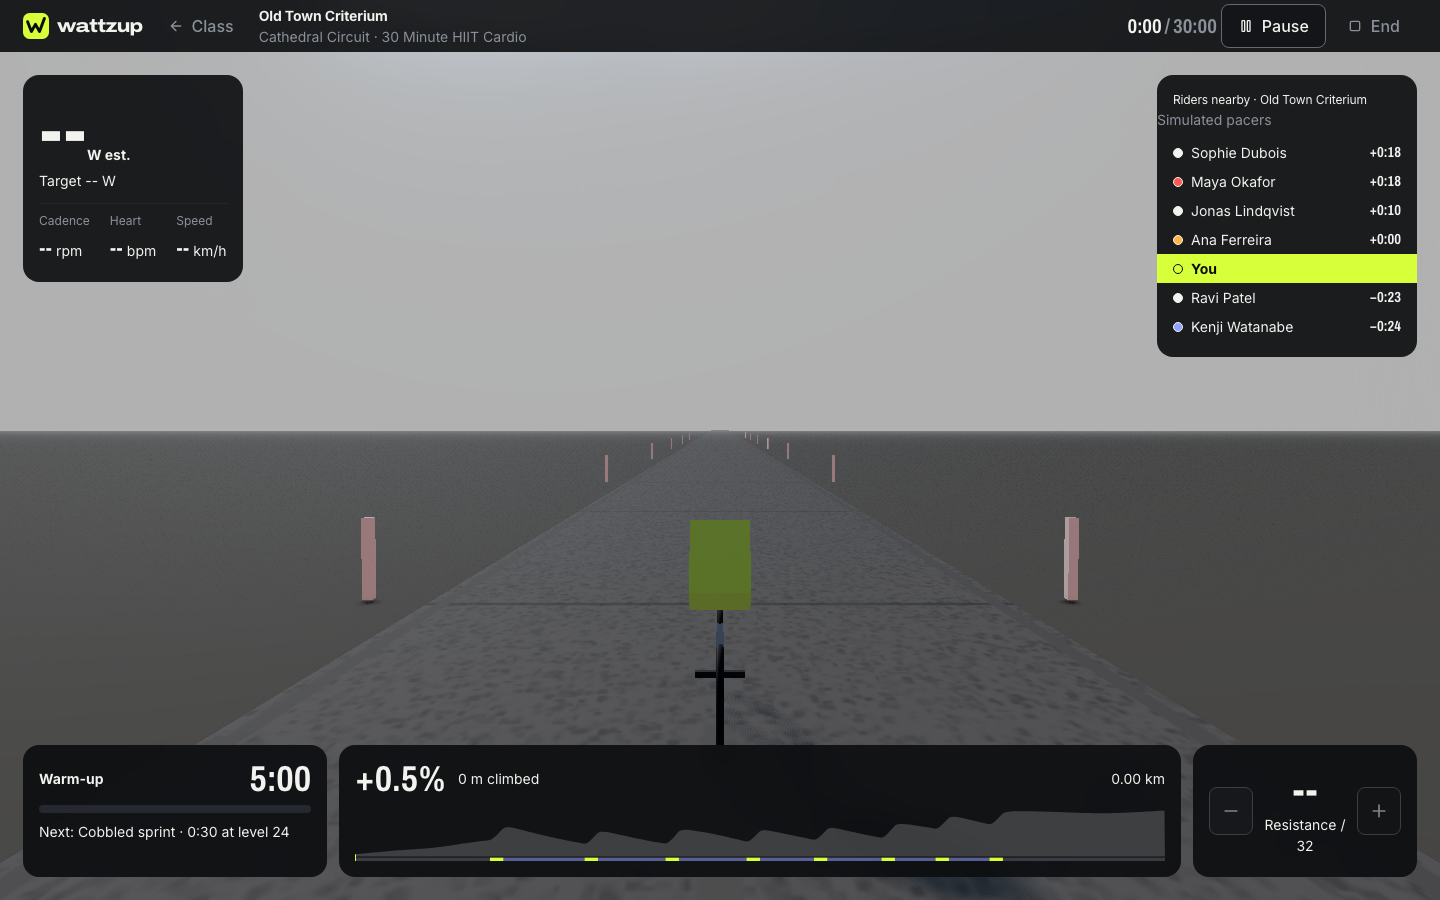 wattzup
Class
Old Town Criterium
Cathedral Circuit · 30 Minute HIIT Cardio
0:00 / 30:00
Pause
End
--
W est.
Target -- W
Cadence Heart Speed
-- rpm -- bpm -- km/h
Riders nearby · Old Town Criterium
Simulated pacers
Sophie Dubois +0:18
Maya Okafor +0:18
Jonas Lindqvist +0:10
Ana Ferreira +0:00
You
Ravi Patel −0:23
Kenji Watanabe −0:24
Warm-up 5:00
Next: Cobbled sprint · 0:30 at level 24
+0.5% 0 m climbed 0.00 km
--
Resistance /
32